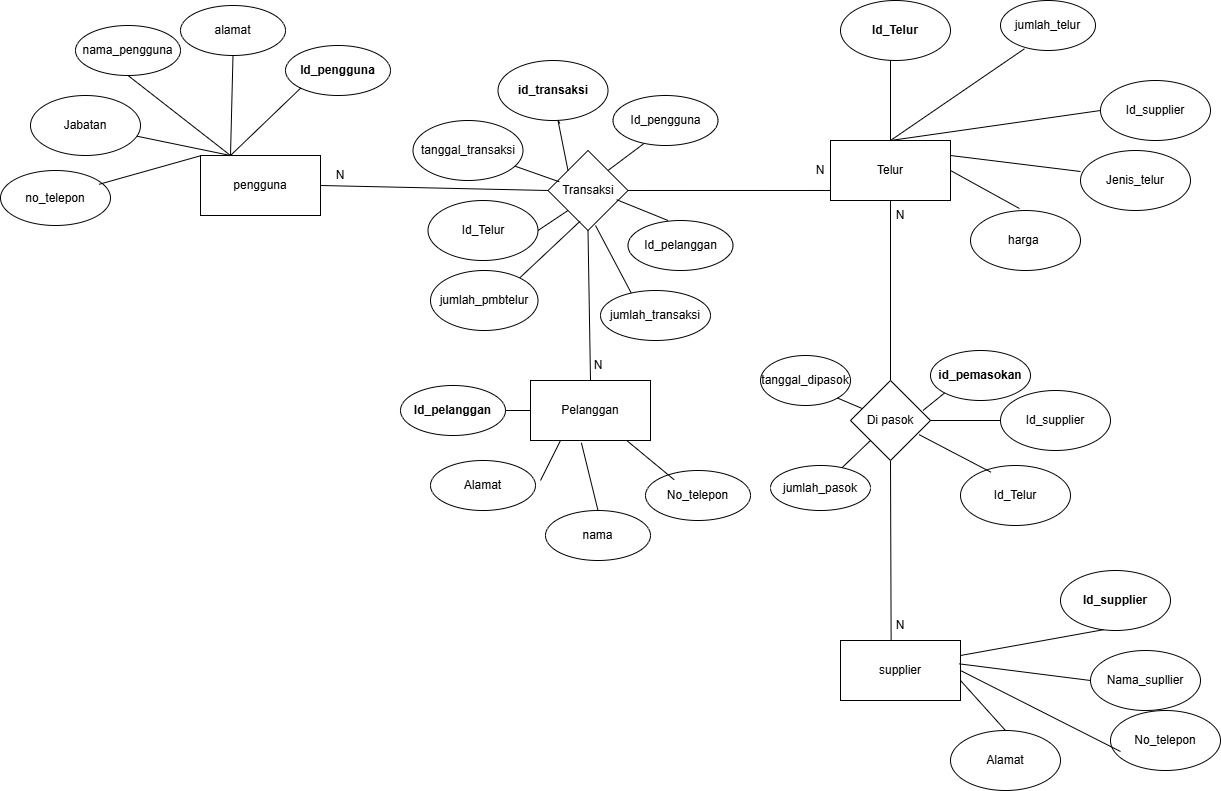 alamat
nama_pengguna
Id_pengguna
Jabatan
no_telepon
pengguna
N
id_transaksi
Id_pengguna
tanggal_transaksi
Transaksi
Id_Telur
Id_pelanggan
jumlah_pmbtelur
jumlah_transaksi
N
Id_Telur
jumlah_telur
Id_supplier
Jenis_telur
harga
Telur
N
N
Id_pelanggan
Pelanggan
Alamat
nama
No_telepon
tanggal_dipasok
id_pemasokan
Di pasok
Id_supplier
jumlah_pasok
Id_Telur
N
supplier
Id_supplier
Nama_supllier
No_telepon
Alamat